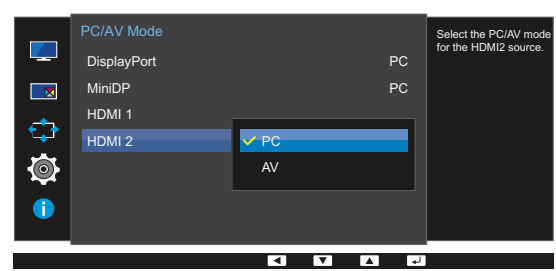 PC/AV Mode
DisplayPort PC
MiniDP PC
HDMI 1
HDMI 2 PC
AV
Select the PC/AV mode
for the HDMI2 source.